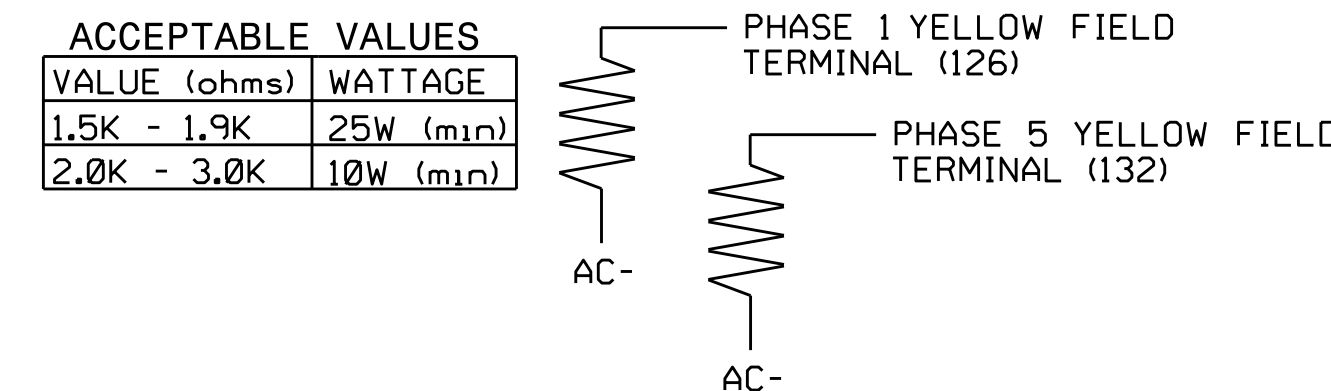 ACCEPTABLE VALUES
VALUE (ohms) WATTAGE
1.5K - 1.9K 25W (min)
2.0K - 3.0K 10W (min)
PHASE 1 YELLOW FIELD
TERMINAL (126)
AC-
PHASE 5 YELLOW FIELD
TERMINAL (132)
AC-